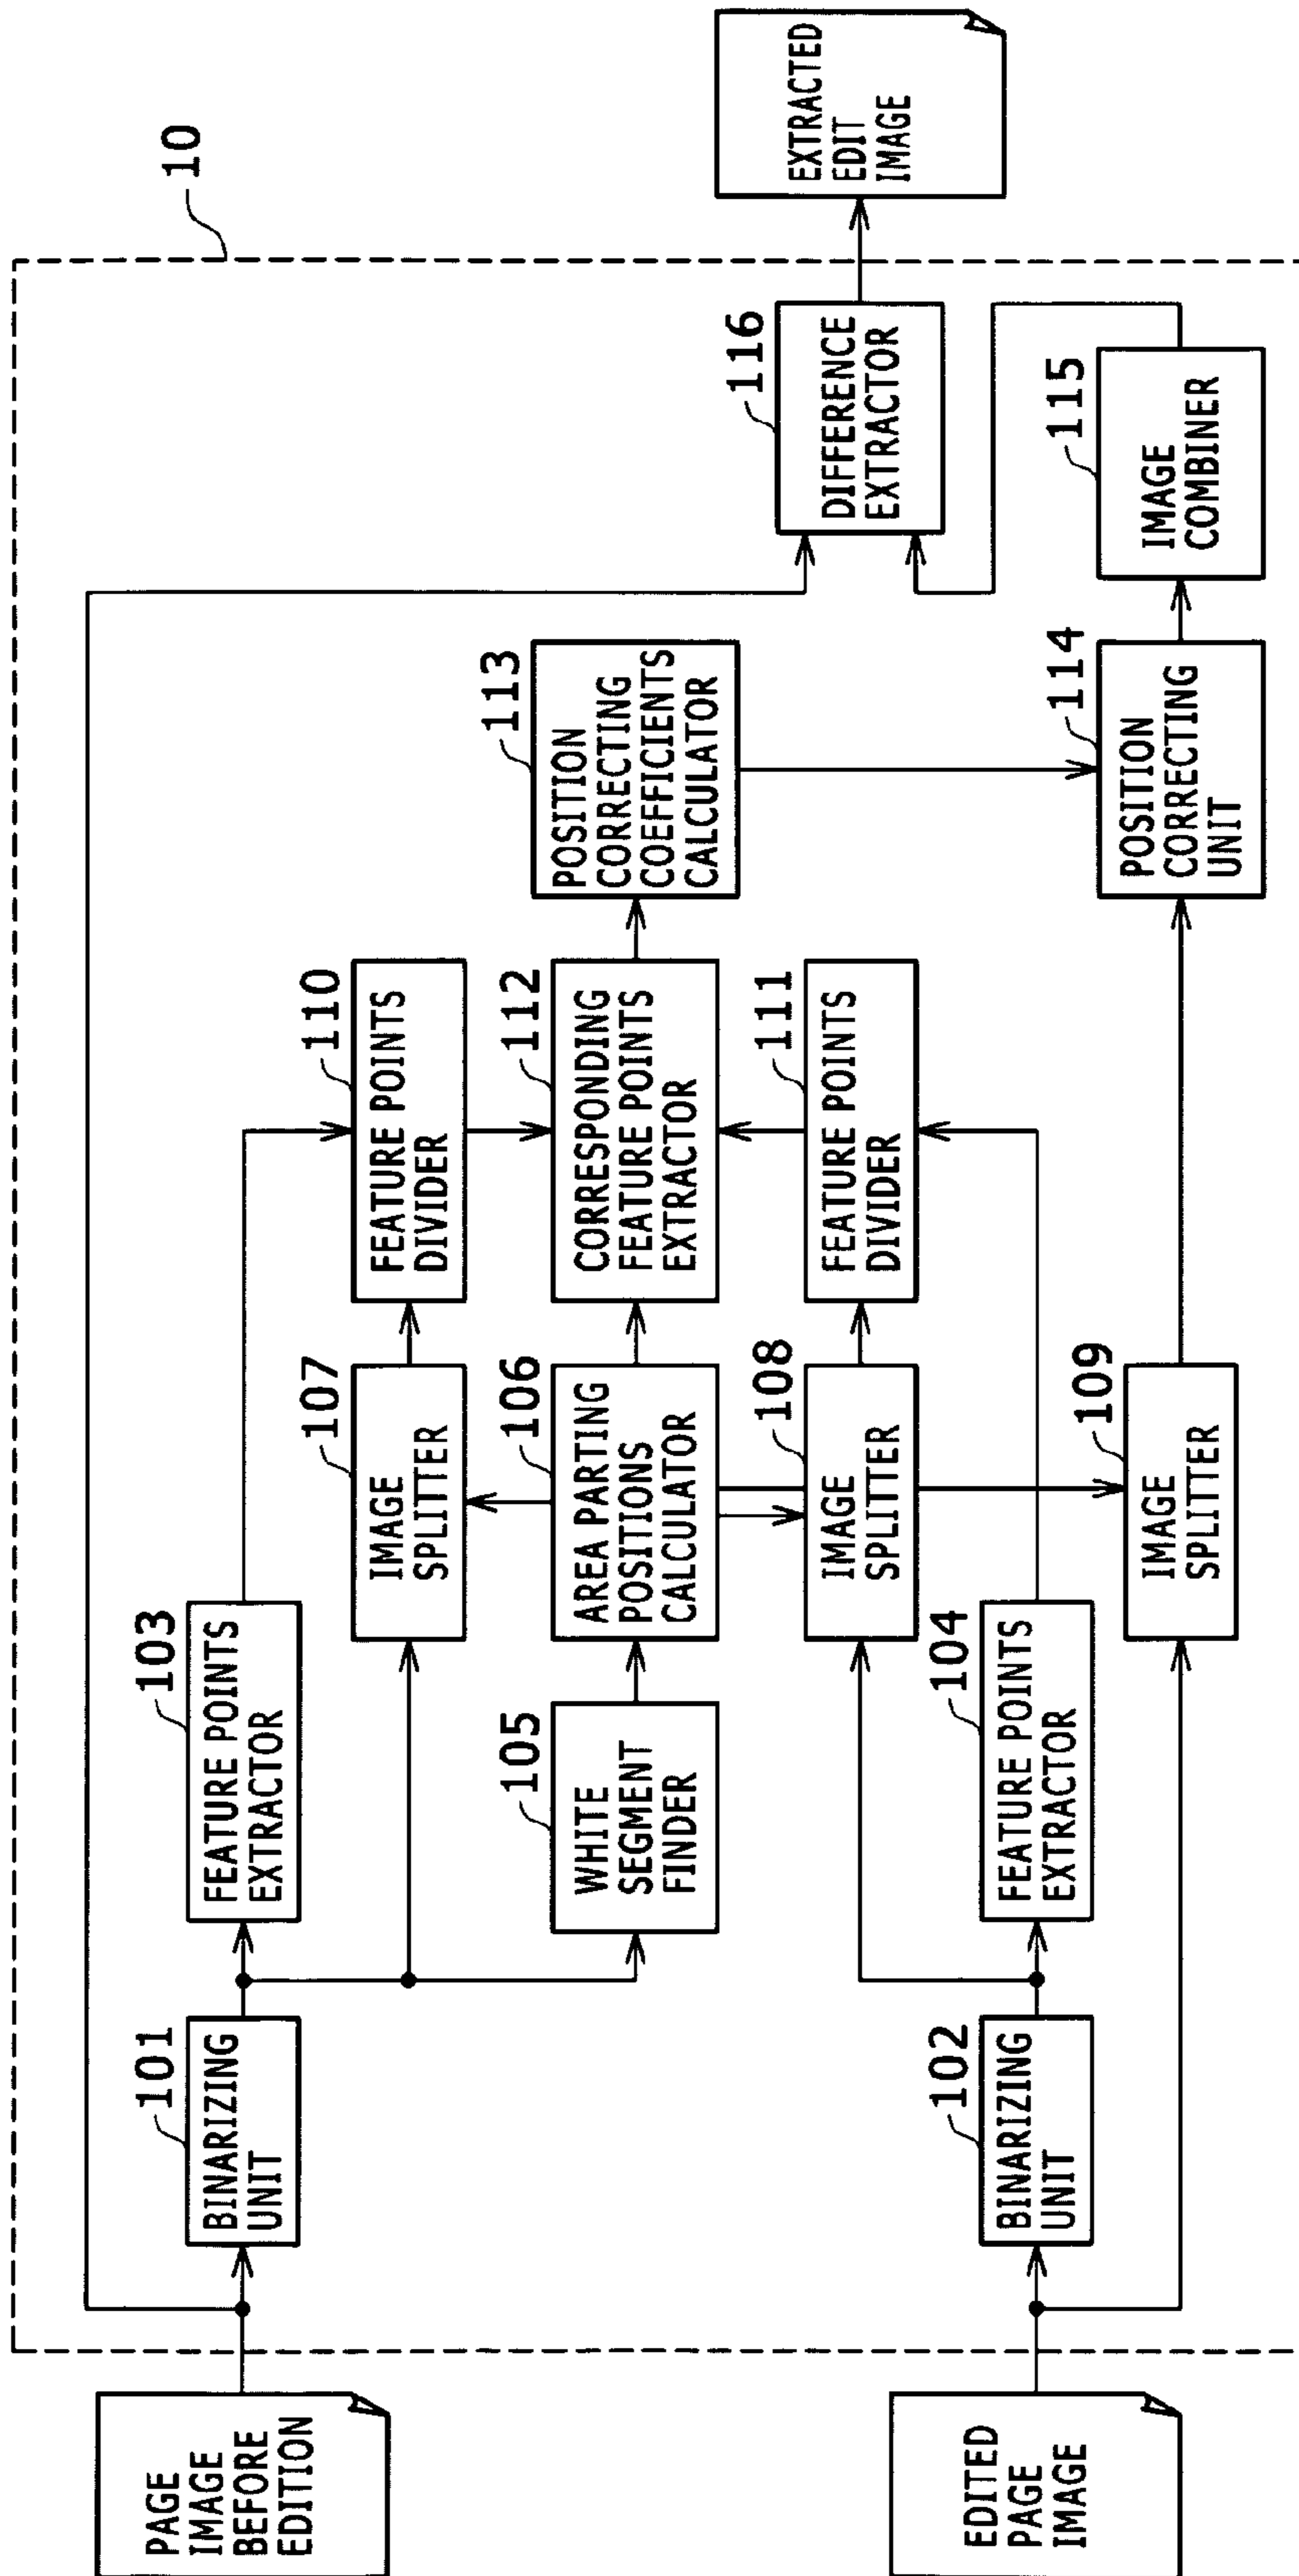 10
PAGE
IMAGE
BEFORE
EDITION
101
BINARIZING
UNIT
103
FEATURE POINTS
EXTRACTOR
107
IMAGE
SPLITTER
110
FEATURE POINTS
DIVIDER
105
WHITE
SEGMENT
FINDER
106
AREA PARTING
POSITIONS
CALCULATOR
112
CORRESPONDING
FEATURE POINTS
EXTRACTOR
113
POSITION
CORRECTING
COEFFICIENTS
CALCULATOR
116
DIFFERENCE
EXTRACTOR
EXTRACTED
EDIT
IMAGE
108
IMAGE
SPLITTER
111
FEATURE POINTS
DIVIDER
EDITED
PAGE
IMAGE
102
BINARIZING
UNIT
104
FEATURE POINTS
EXTRACTOR
109
IMAGE
SPLITTER
114
POSITION
CORRECTING
UNIT
115
IMAGE
COMBINER